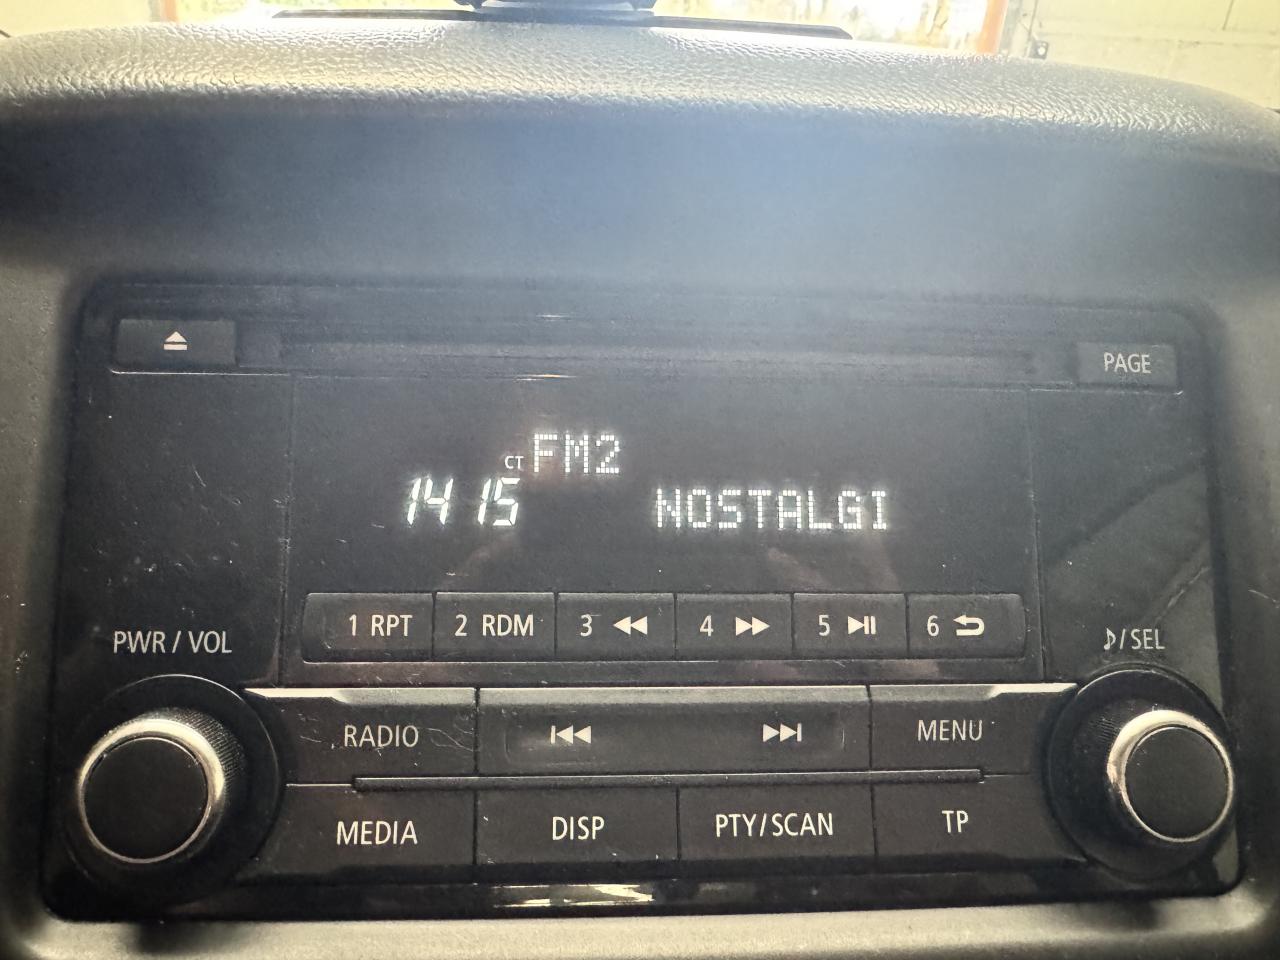 PAGE
CT FM2
14 15 NOSTALGI
1 RPT 2 RDM 3 4 5 6
PWR / VOL
♪/SEL
RADIO MENU
MEDIA DISP PTY/SCAN TP